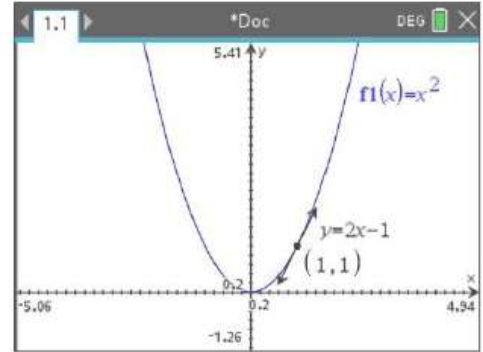 1.1 *Doc DEG
5.41 y
f1(x)=x²
y=2x-1
(1,1)
0.2 x
-5.06 0.2 4.94
-1.26